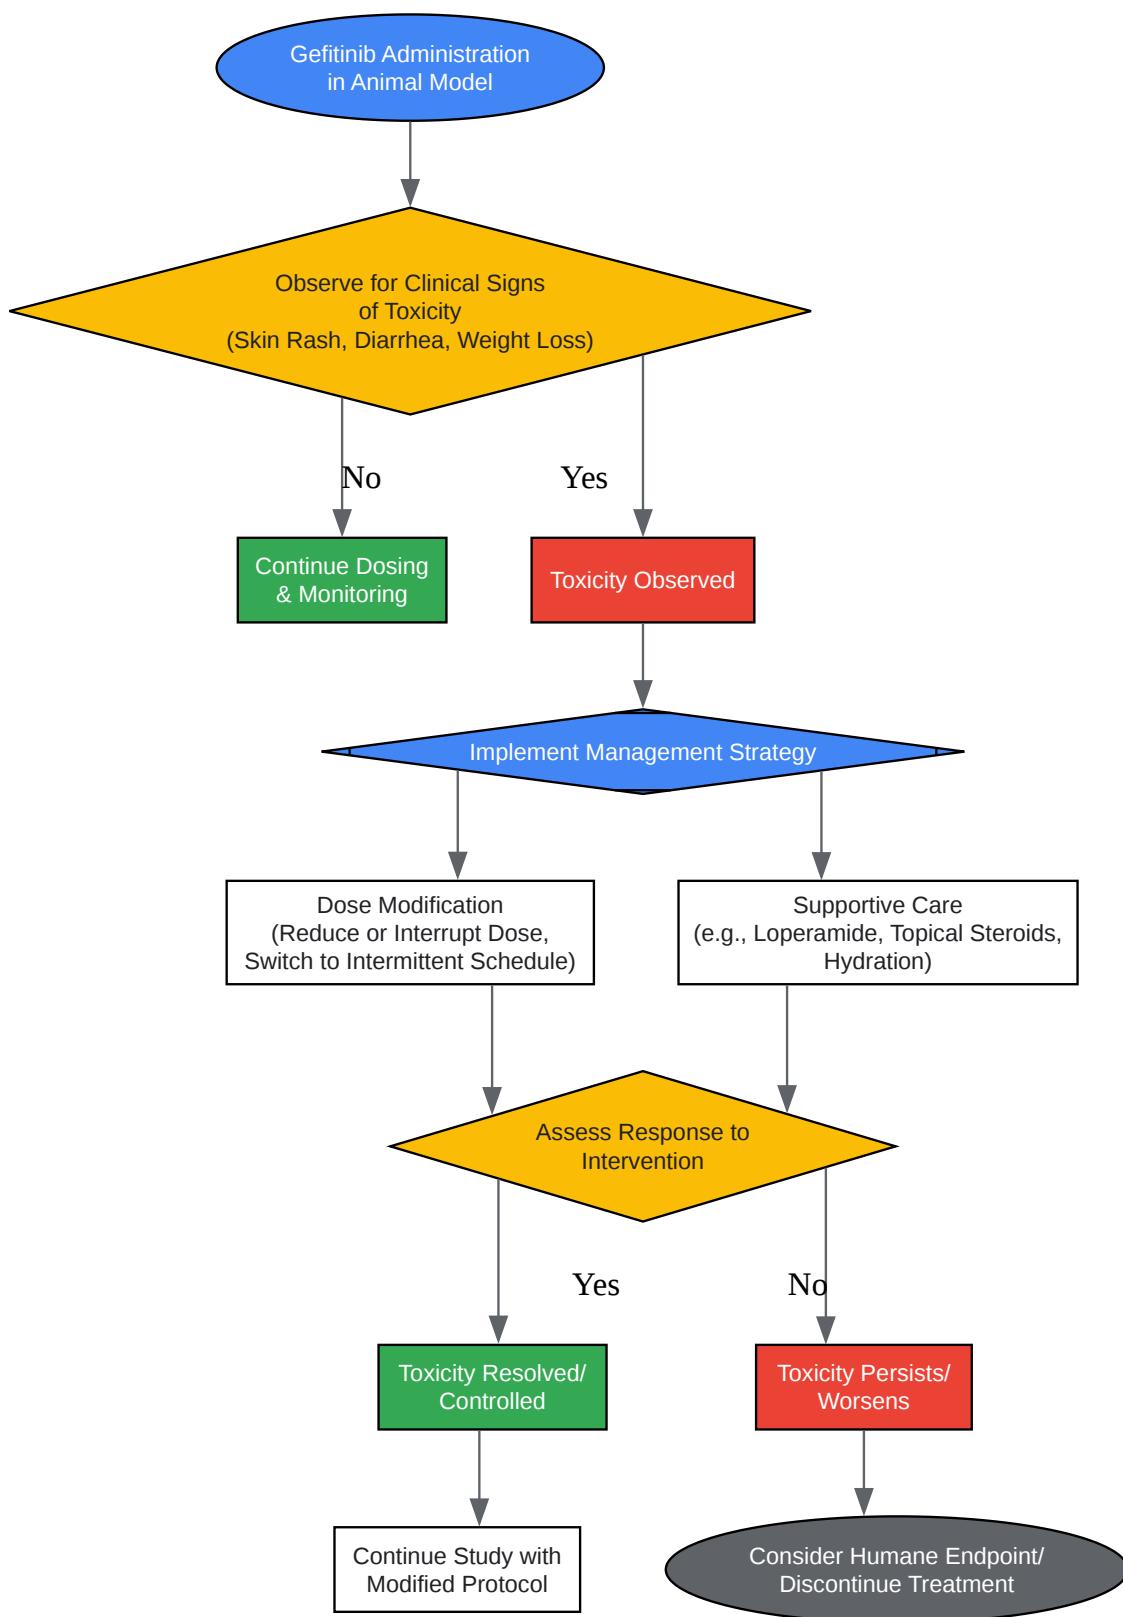 Gefitinib Administration
in Animal Model
Observe for Clinical Signs
of Toxicity
(Skin Rash, Diarrhea, Weight Loss)
No
Yes
Continue Dosing
& Monitoring
Toxicity Observed
Implement Management Strategy
Dose Modification
(Reduce or Interrupt Dose,
Switch to Intermittent Schedule)
Supportive Care
(e.g., Loperamide, Topical Steroids,
Hydration)
Assess Response to
Intervention
Yes
No
Toxicity Resolved/
Controlled
Toxicity Persists/
Worsens
Continue Study with
Modified Protocol
Consider Humane Endpoint/
Discontinue Treatment